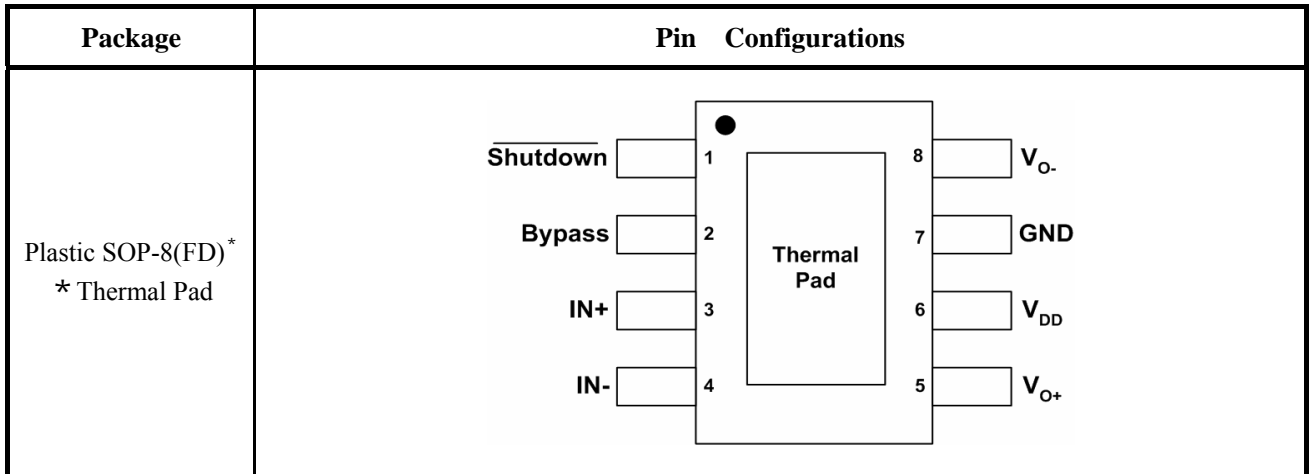 Package
Pin Configurations
Plastic SOP-8(FD)*
* Thermal Pad
Shutdown 1
Bypass 2
IN+ 3
IN- 4
Thermal
Pad
8 VO-
7 GND
6 VDD
5 VO+